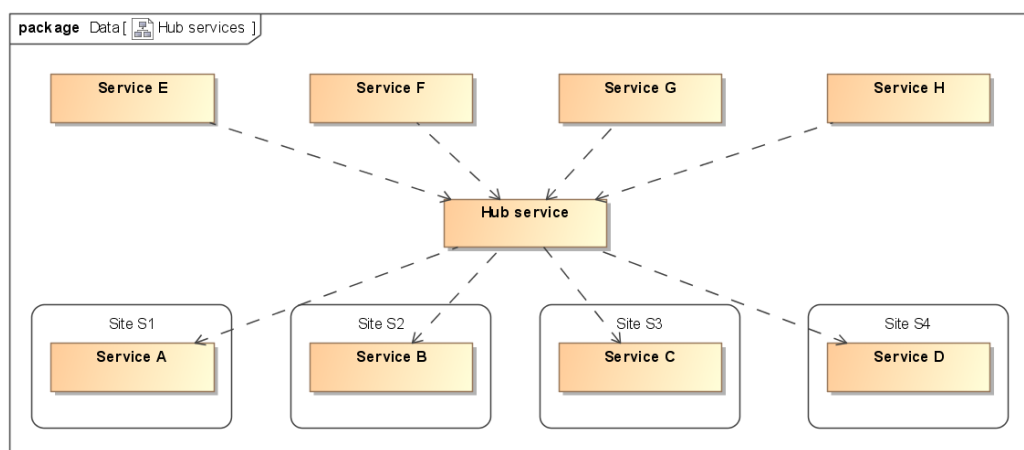 package Data [ Hub services ]
Service E
Service F
Service G
Service H
Hub service
Site S1
Site S2
Site S3
Site S4
Service A
Service B
Service C
Service D